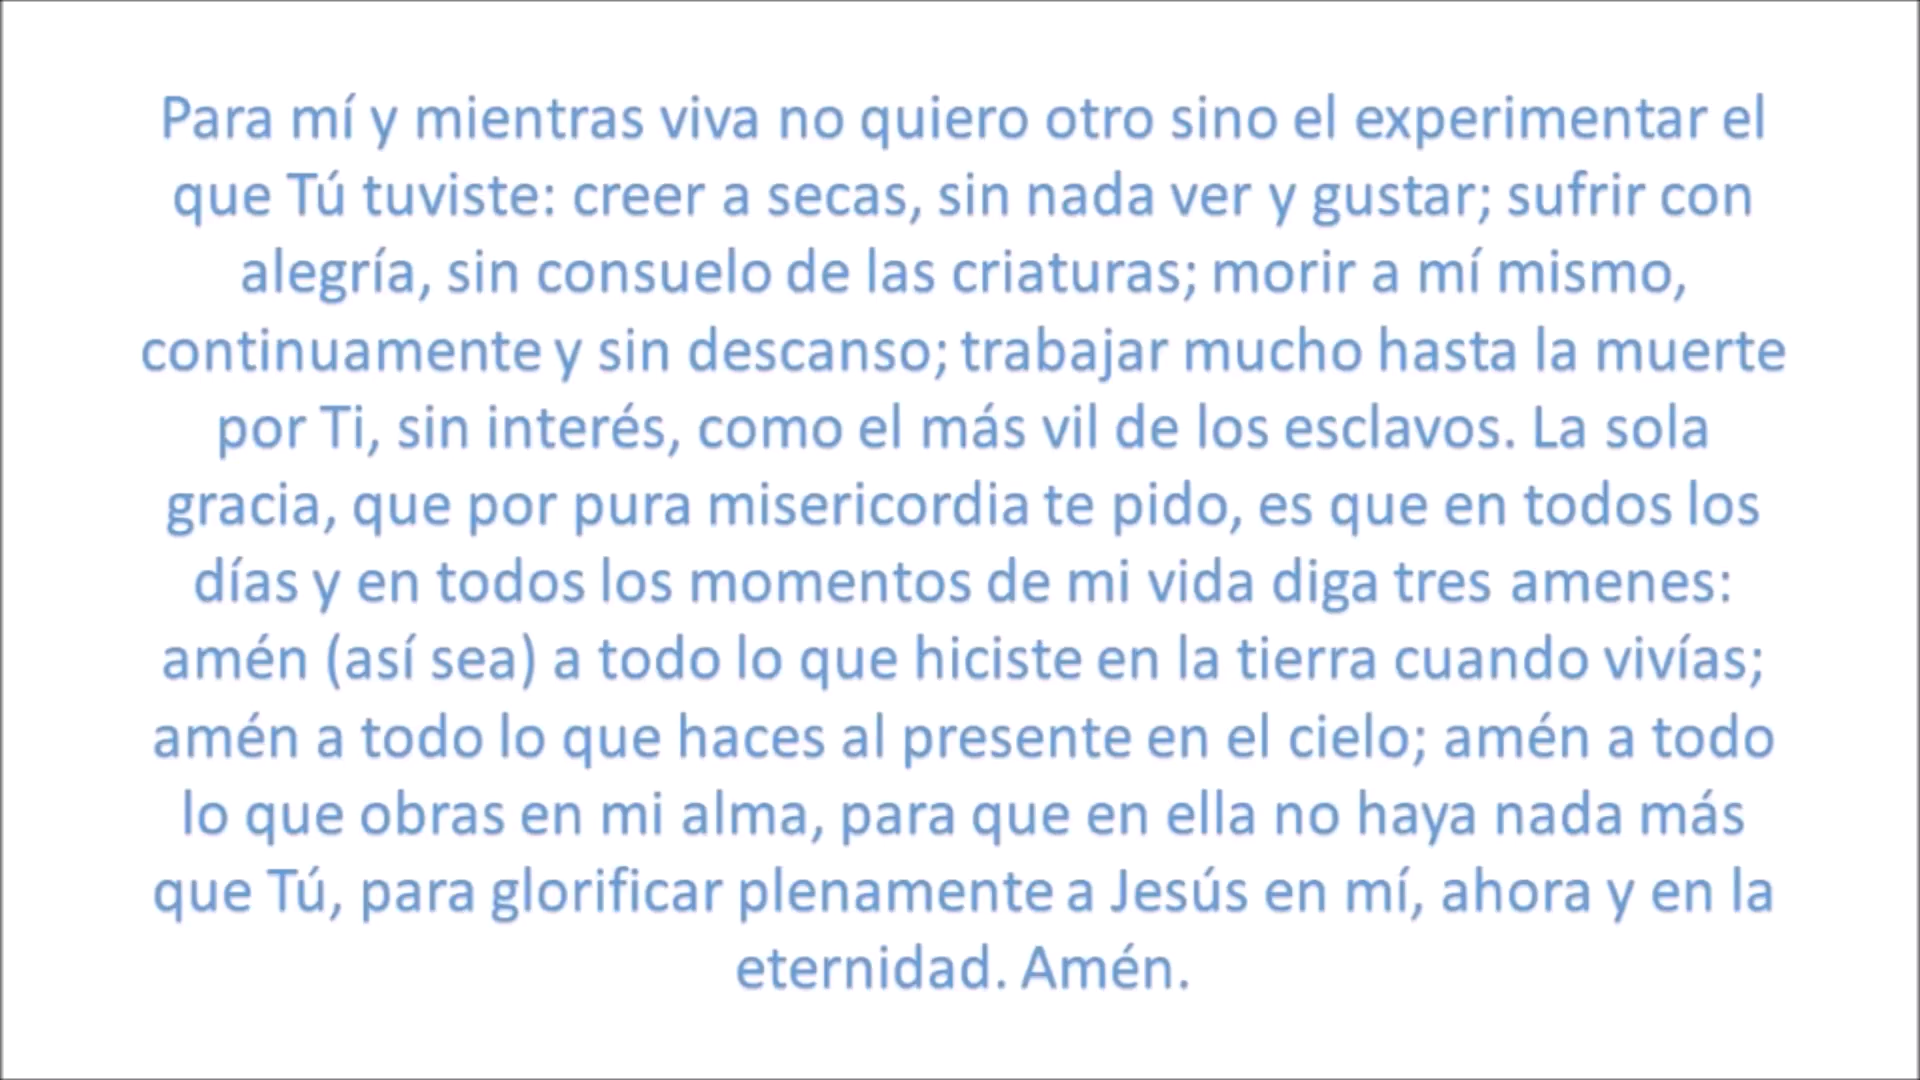 Para mí y mientras viva no quiero otro sino el experimentar el
que Tú tuviste: creer a secas, sin nada ver y gustar; sufrir con
alegría, sin consuelo de las criaturas; morir a mí mismo,
continuamente y sin descanso; trabajar mucho hasta la muerte
por Ti, sin interés, como el más vil de los esclavos. La sola
gracia, que por pura misericordia te pido, es que en todos los
días y en todos los momentos de mi vida diga tres amenes:
amén (así sea) a todo lo que hiciste en la tierra cuando vivías;
amén a todo lo que haces al presente en el cielo; amén a todo
lo que obras en mi alma, para que en ella no haya nada más
que Tú, para glorificar plenamente a Jesús en mí, ahora y en la
eternidad. Amén.